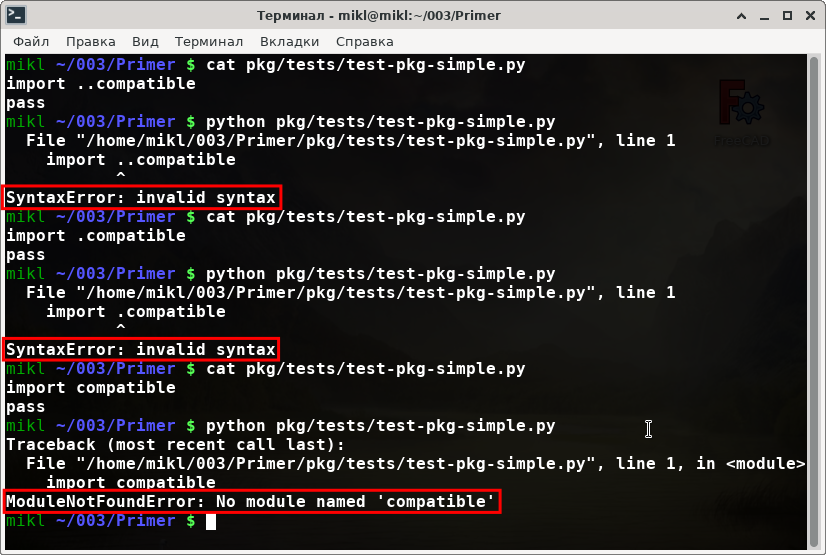 Терминал - mikl@mikl:~/003/Primer
Файл Правка Вид Терминал Вкладки Справка
mikl ~/003/Primer $ cat pkg/tests/test-pkg-simple.py
import ..compatible
pass
mikl ~/003/Primer $ python pkg/tests/test-pkg-simple.py
  File "/home/mikl/003/Primer/pkg/tests/test-pkg-simple.py", line 1
    import ..compatible
           ^
SyntaxError: invalid syntax
mikl ~/003/Primer $ cat pkg/tests/test-pkg-simple.py
import .compatible
pass
mikl ~/003/Primer $ python pkg/tests/test-pkg-simple.py
  File "/home/mikl/003/Primer/pkg/tests/test-pkg-simple.py", line 1
    import .compatible
           ^
SyntaxError: invalid syntax
mikl ~/003/Primer $ cat pkg/tests/test-pkg-simple.py
import compatible
pass
mikl ~/003/Primer $ python pkg/tests/test-pkg-simple.py
Traceback (most recent call last):
  File "/home/mikl/003/Primer/pkg/tests/test-pkg-simple.py", line 1, in <module>
    import compatible
ModuleNotFoundError: No module named 'compatible'
mikl ~/003/Primer $
FreeCAD